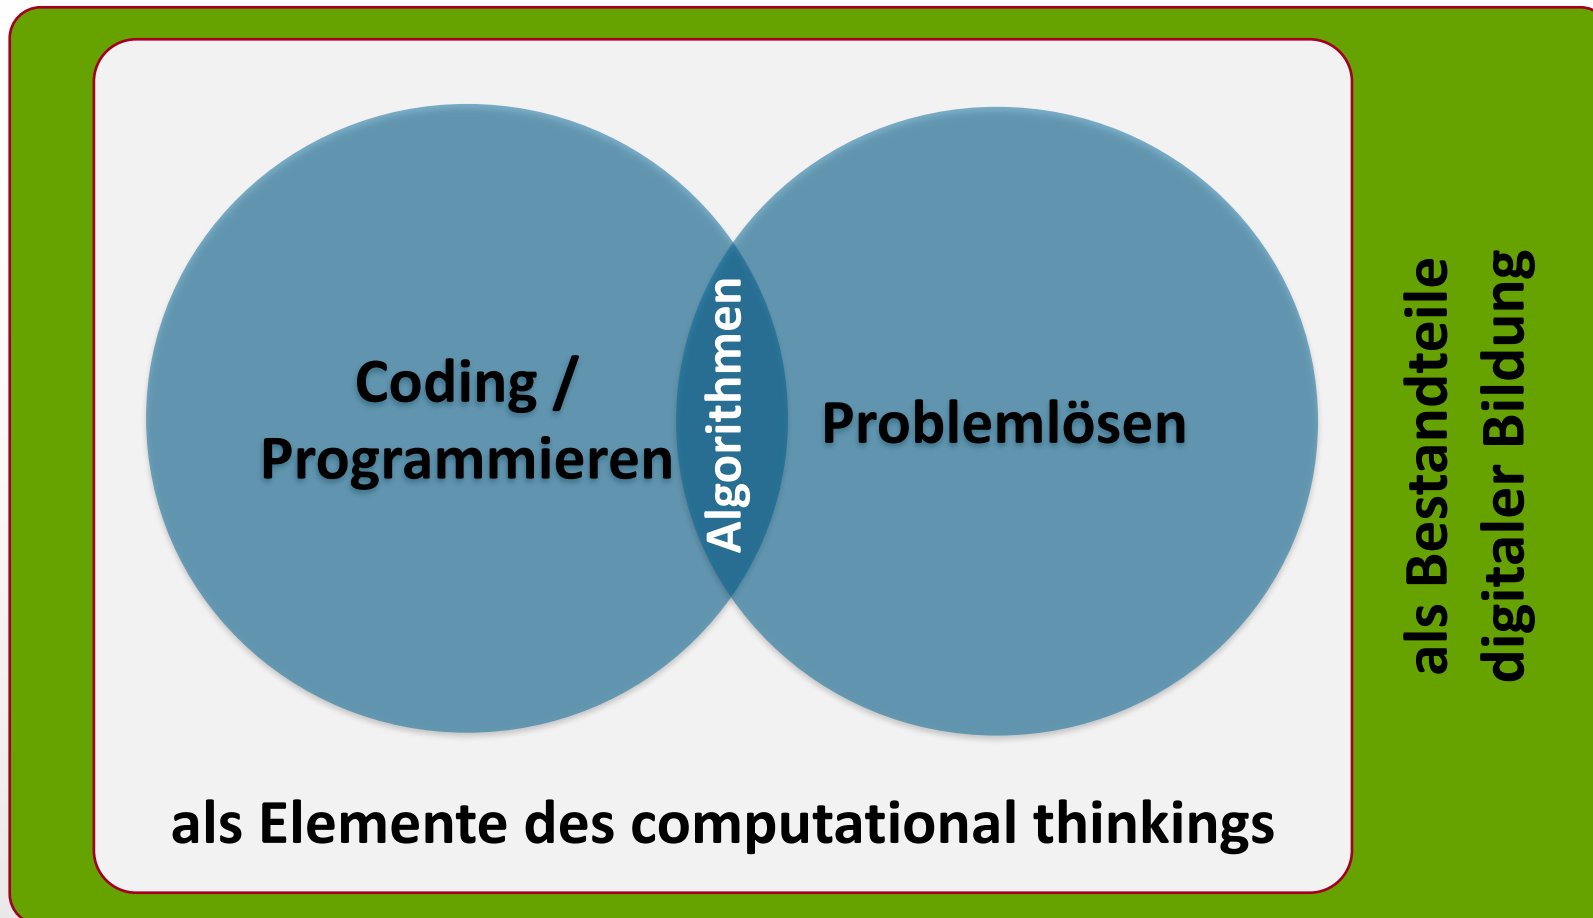 Coding /
Programmieren
Algorithmen
Problemlösen
als Elemente des computational thinkings
als Bestandteile
digitaler Bildung